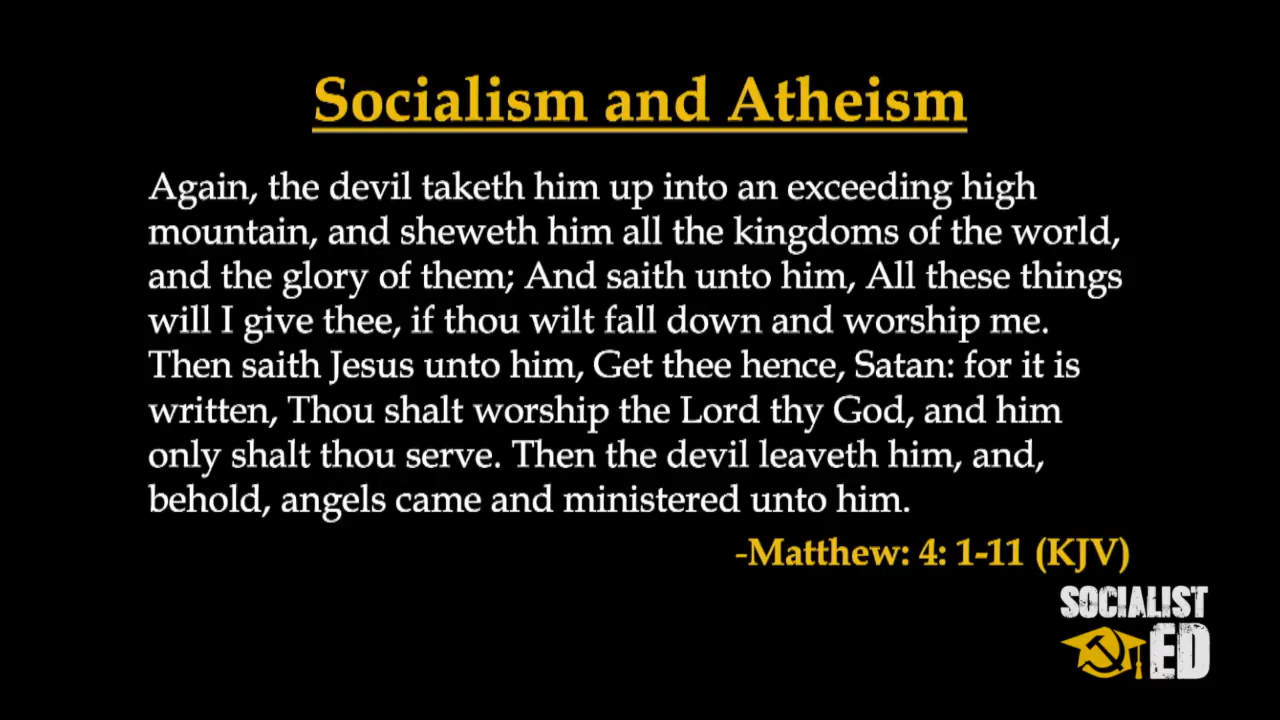 Socialism and Atheism
Again, the devil taketh him up into an exceeding high
mountain, and sheweth him all the kingdoms of the world,
and the glory of them; And saith unto him, All these things
will I give thee, if thou wilt fall down and worship me.
Then saith Jesus unto him, Get thee hence, Satan: for it is
written, Thou shalt worship the Lord thy God, and him
only shalt thou serve. Then the devil leaveth him, and,
behold, angels came and ministered unto him.
-Matthew: 4: 1-11 (KJV)
SOCIALIST
ED